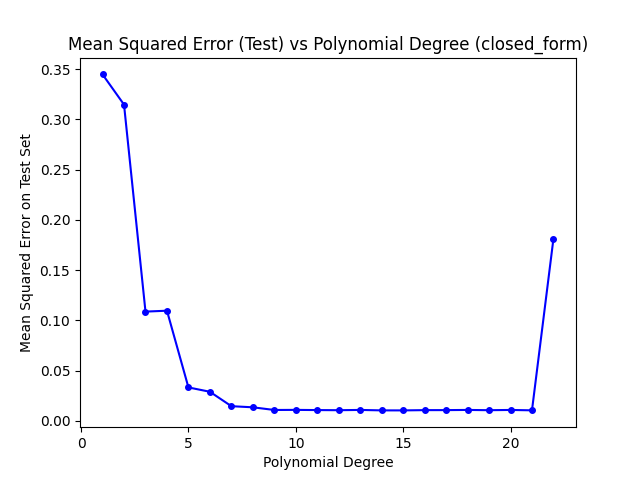 Mean Squared Error (Test) vs Polynomial Degree (closed_form)
Mean Squared Error on Test Set
0.35
0.30
0.25
0.20
0.15
0.10
0.05
0.00
0 5 10 15 20
Polynomial Degree